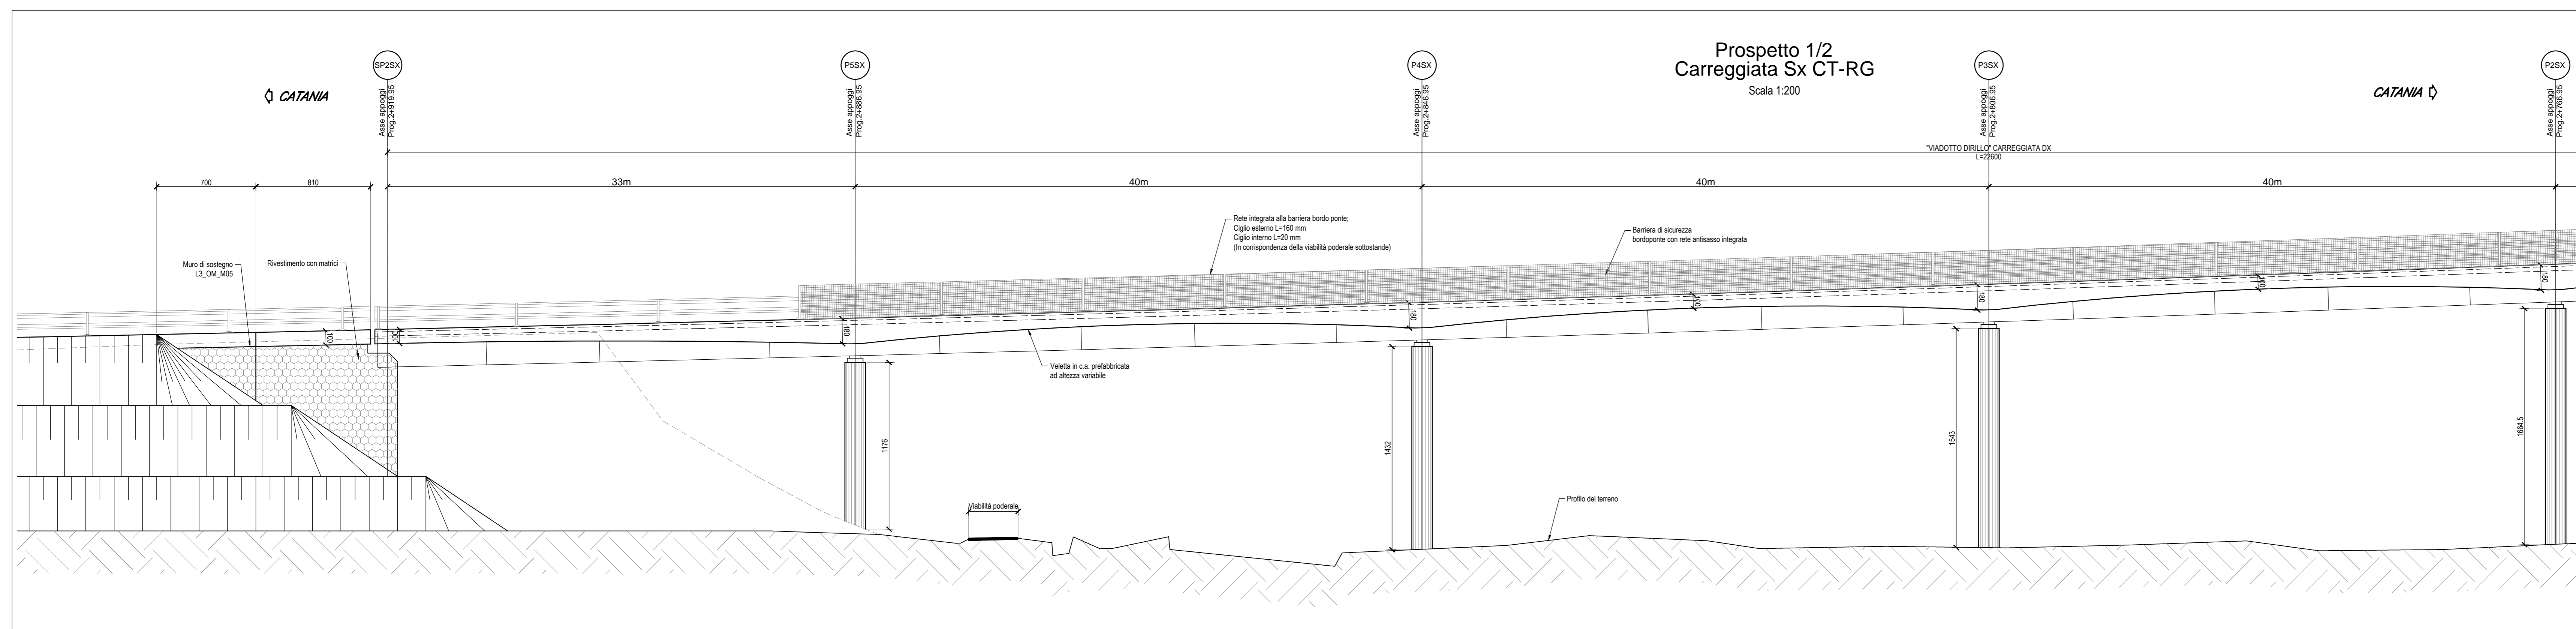 Prospetto 1/2
Carreggiata Sx CT-RG
Scala 1:200
CATANIA
CATANIA
SP2SX
Asse appoggi
Prog.2+919.95
P5SX
Asse appoggi
Prog.2+886.95
P4SX
Asse appoggi
Prog.2+846.95
P3SX
Asse appoggi
Prog.2+806.95
P2SX
Asse appoggi
Prog.2+766.95
"VIADOTTO DIRILLO" CARREGGIATA DX
L=22600
700
810
33m
40m
40m
40m
Rete integrata alla barriera bordo ponte;
Ciglio esterno L=160 mm
Ciglio interno L=20 mm
(In corrispondenza della viabilità poderale sottostande)
Barriera di sicurezza
bordoponte con rete antisasso integrata
Muro di sostegno
L3_OM_M05
Rivestimento con matrici
100
100
180
180
100
180
100
180
Veletta in c.a. prefabbricata
ad altezza variabile
1176
1432
1543
1664.5
Viabilità poderale
Profilo del terreno